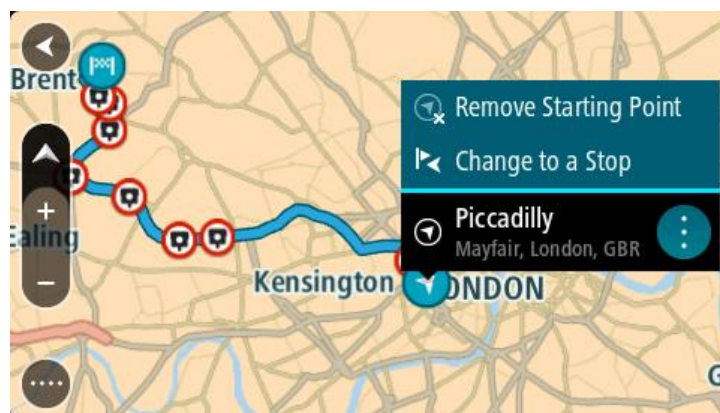 Brent
Remove Starting Point
Change to a Stop
Piccadilly
Mayfair, London, GBR
Ealing
Kensington
ONDON
G